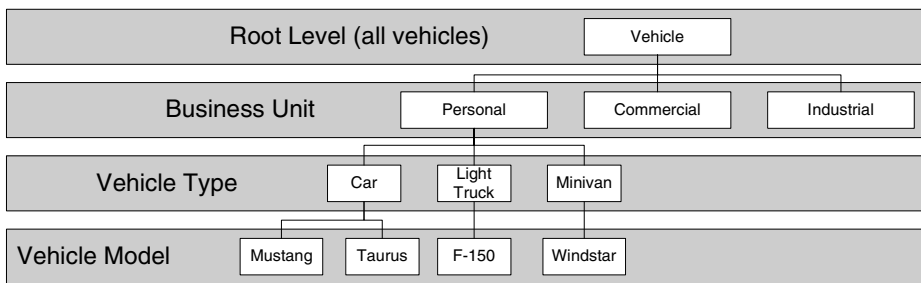 Root Level (all vehicles)
Vehicle
Business Unit
Personal
Commercial
Industrial
Vehicle Type
Car
Light
Truck
Minivan
Vehicle Model
Mustang
Taurus
F-150
Windstar